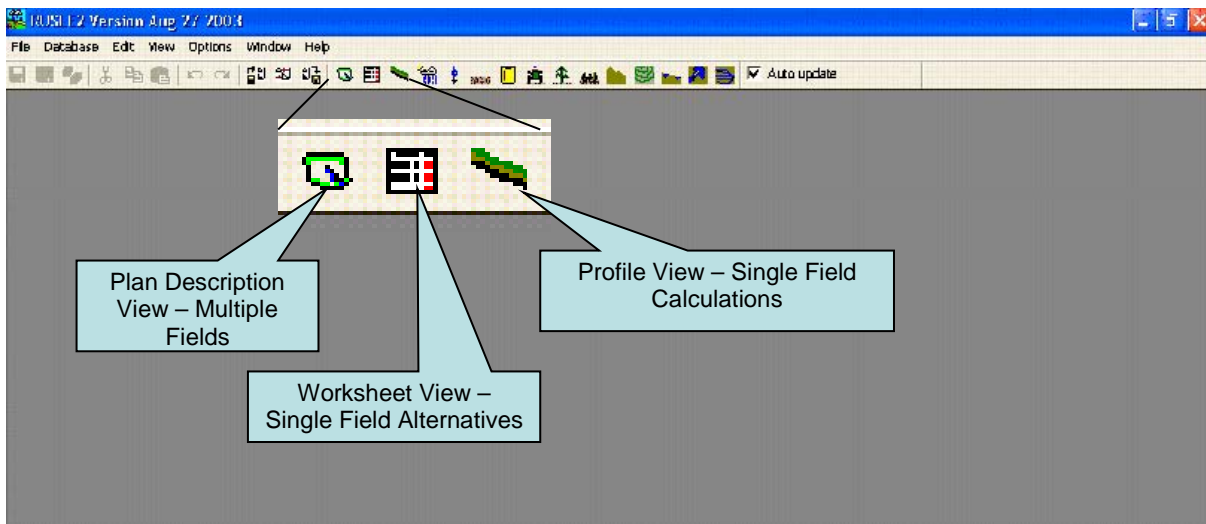 RUSLE2 Version Aug 27 2003
File Database Edit View Options Window Help
Auto update
Plan Description
View – Multiple
Fields
Worksheet View –
Single Field Alternatives
Profile View – Single Field
Calculations